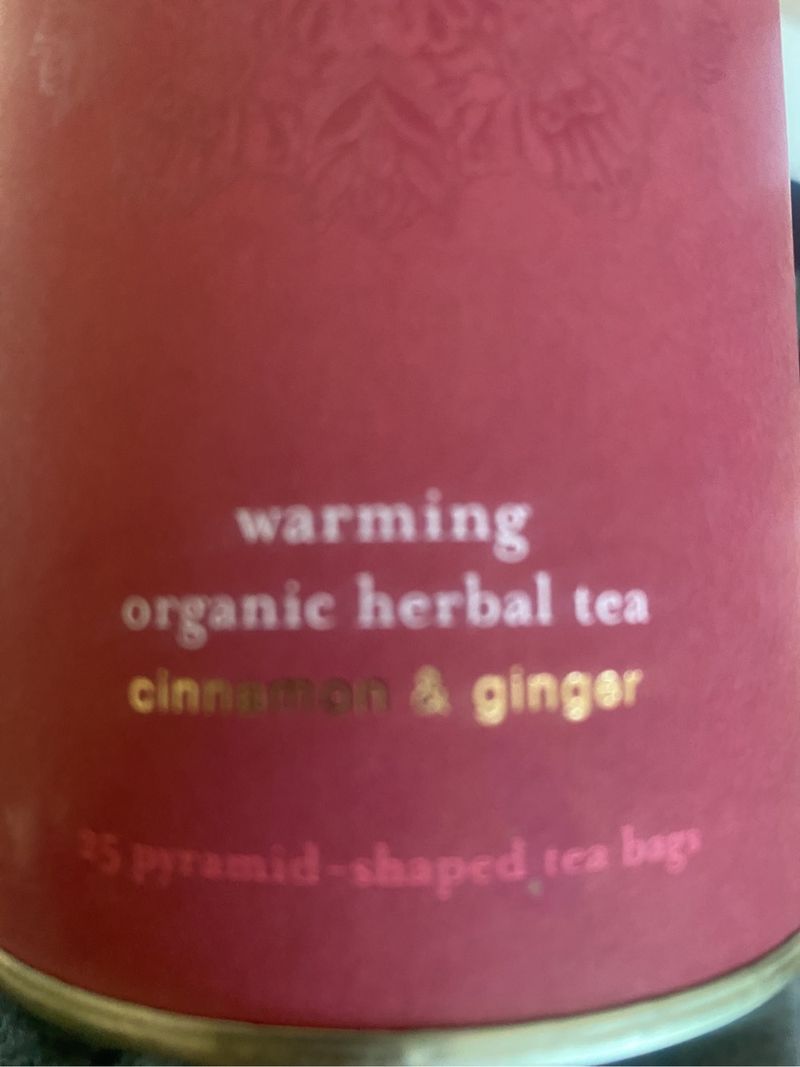 warming
organic herbal tea
cinnamon & ginger
25 pyramid-shaped tea bags